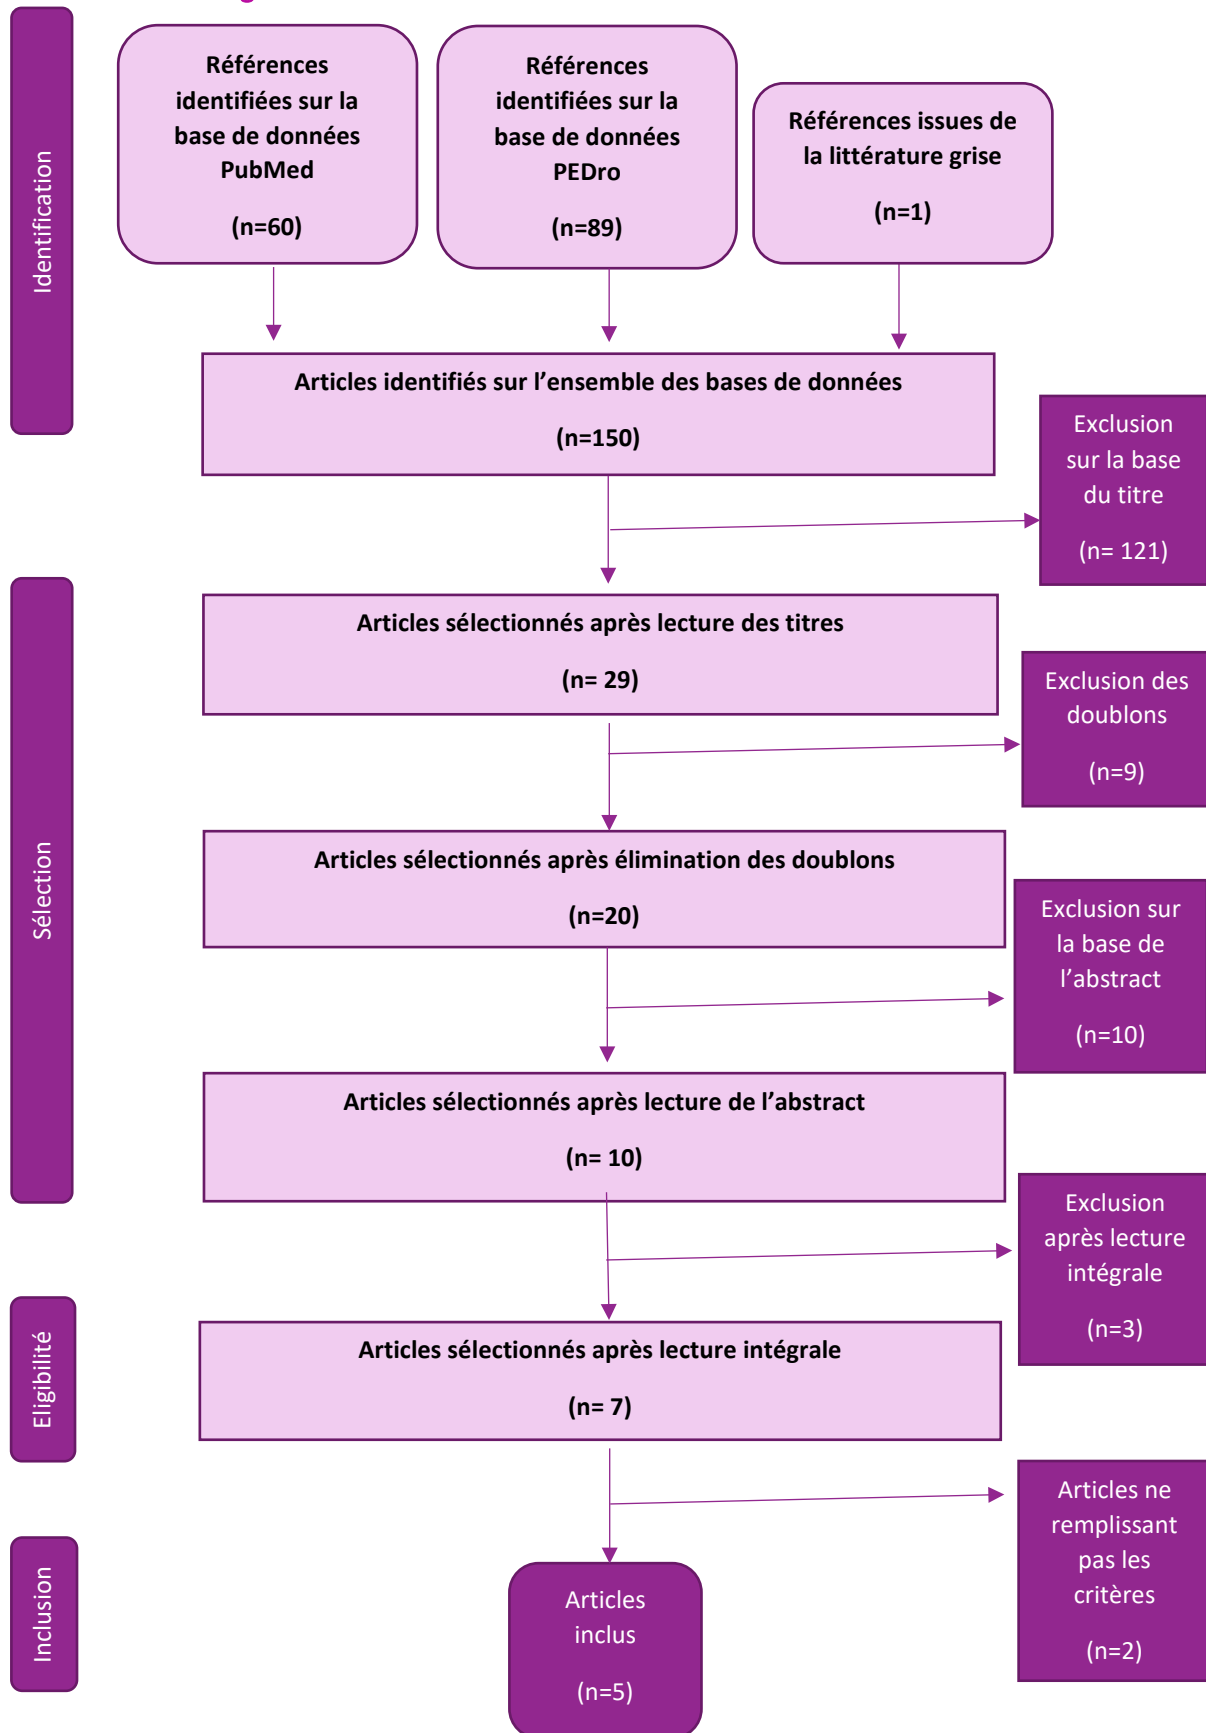 Identification
Références
identifiées sur la
base de données
PubMed
(n=60)
Références
identifiées sur la
base de données
PEDro
(n=89)
Références issues de
la littérature grise
(n=1)
Articles identifiés sur l’ensemble des bases de données
(n=150)
Exclusion
sur la base
du titre
(n= 121)
Sélection
Articles sélectionnés après lecture des titres
(n= 29)
Exclusion des
doublons
(n=9)
Articles sélectionnés après élimination des doublons
(n=20)
Exclusion sur
la base de
l’abstract
(n=10)
Articles sélectionnés après lecture de l’abstract
(n= 10)
Exclusion
après lecture
intégrale
(n=3)
Eligibilité
Articles sélectionnés après lecture intégrale
(n= 7)
Articles ne
remplissant
pas les
critères
(n=2)
Inclusion
Articles
inclus
(n=5)